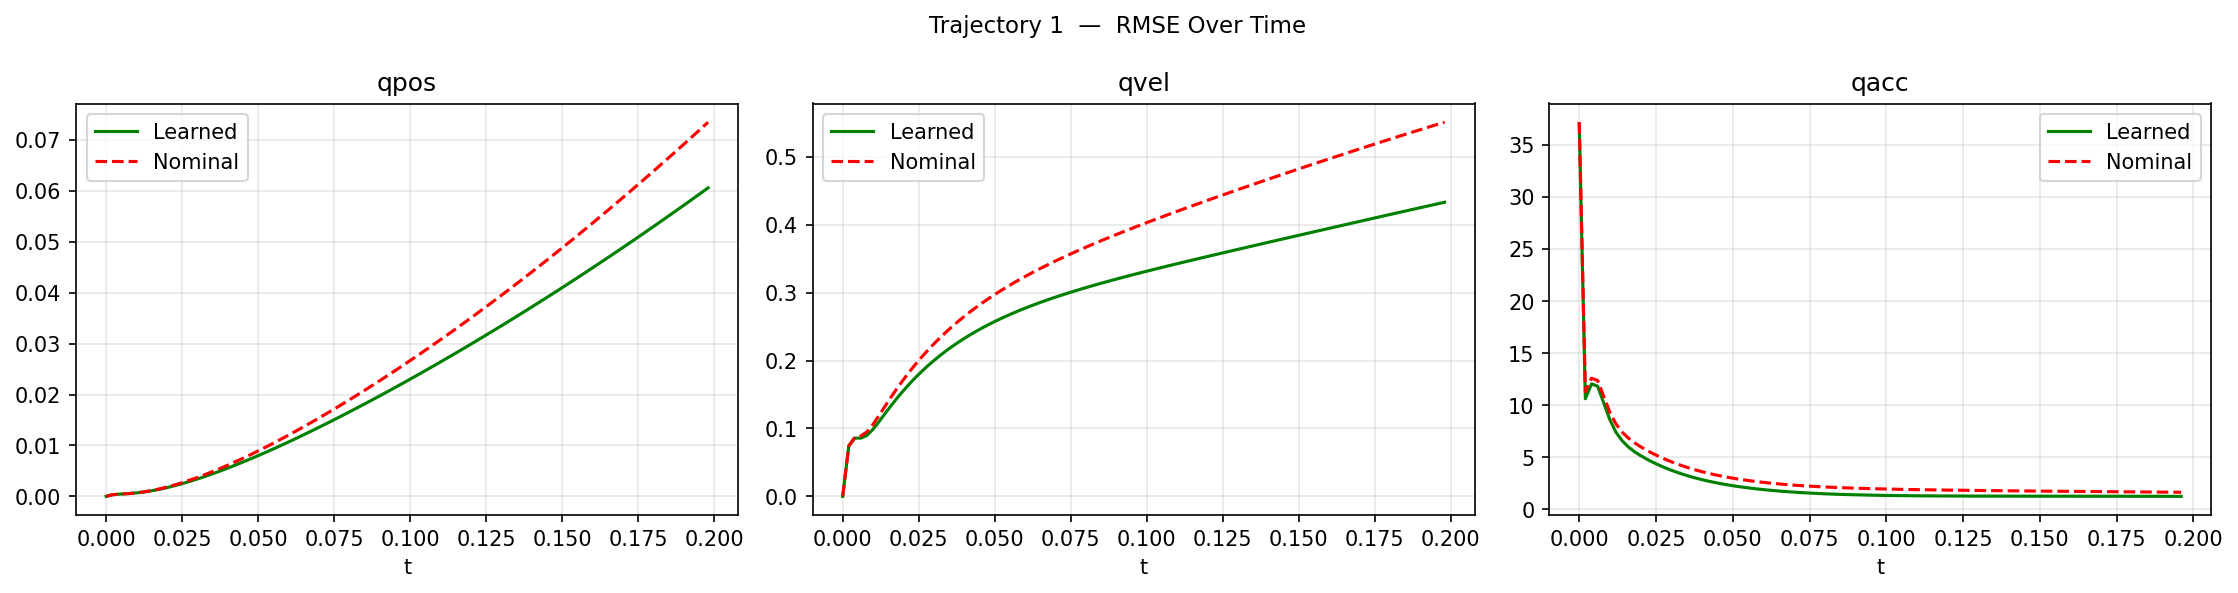 Trajectory 1  —  RMSE Over Time
qpos
Learned
Nominal
0.07
0.06
0.05
0.04
0.03
0.02
0.01
0.00
0.000 0.025 0.050 0.075 0.100 0.125 0.150 0.175 0.200
t
qvel
Learned
Nominal
0.5
0.4
0.3
0.2
0.1
0.0
0.000 0.025 0.050 0.075 0.100 0.125 0.150 0.175 0.200
t
qacc
Learned
Nominal
35
30
25
20
15
10
5
0
0.000 0.025 0.050 0.075 0.100 0.125 0.150 0.175 0.200
t